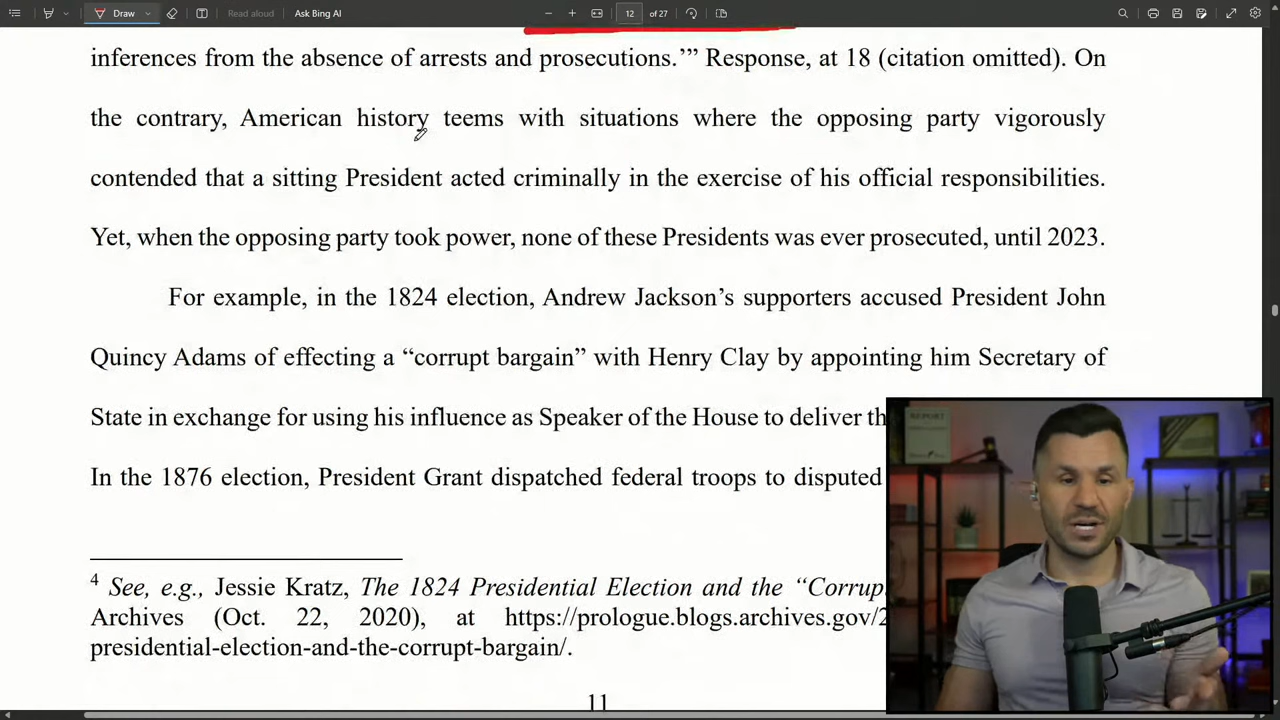 Draw
Read aloud
Ask Bing AI
12 of 27
inferences from the absence of arrests and prosecutions.’” Response, at 18 (citation omitted). On
the contrary, American history teems with situations where the opposing party vigorously
contended that a sitting President acted criminally in the exercise of his official responsibilities.
Yet, when the opposing party took power, none of these Presidents was ever prosecuted, until 2023.
For example, in the 1824 election, Andrew Jackson’s supporters accused President John
Quincy Adams of effecting a “corrupt bargain” with Henry Clay by appointing him Secretary of
State in exchange for using his influence as Speaker of the House to deliver
In the 1876 election, President Grant dispatched federal troops to disputed
4 See, e.g., Jessie Kratz, The 1824 Presidential Election and the
Archives (Oct. 22, 2020), at https://prologue.blogs.archives.gov/2
presidential-election-and-the-corrupt-bargain/.
11
REPORT